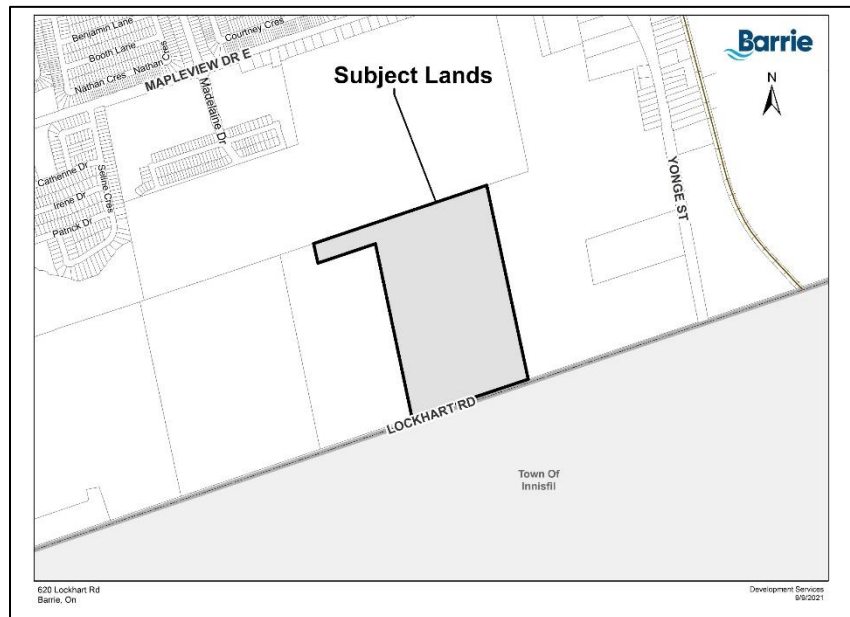 Benjamin Lane
Courtney Cres
Booth Lane
Nathan Cres
Nathan Cres
MAPLEVIEW DR E
Madelaine Dr
Barrie
N
Subject Lands
Catherine Dr
Irene Dr
Patrick Dr
Seline Cres
YONGE ST
LOCKHART RD
Town Of
Innisfil
620 Lockhart Rd
Barrie, On
Development Services
9/9/2021